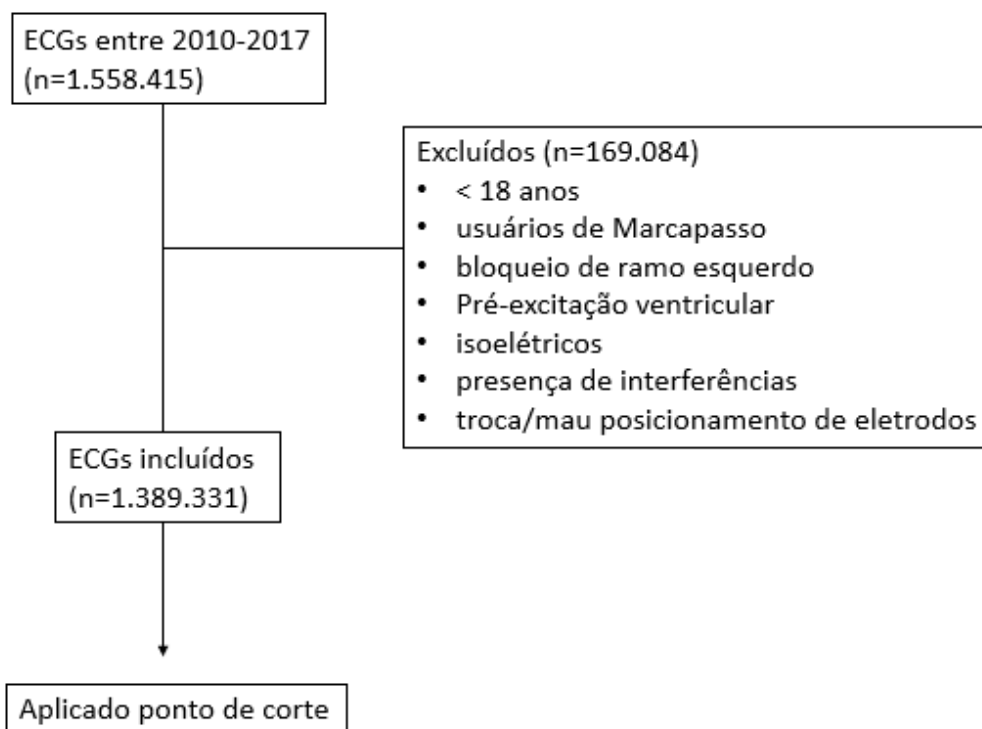 ECGs entre 2010-2017
(n=1.558.415)
Excluídos (n=169.084)
• < 18 anos
• usuários de Marcapasso
• bloqueio de ramo esquerdo
• Pré-excitação ventricular
• isoelétricos
• presença de interferências
• troca/mau posicionamento de eletrodos
ECGs incluídos
(n=1.389.331)
Aplicado ponto de corte